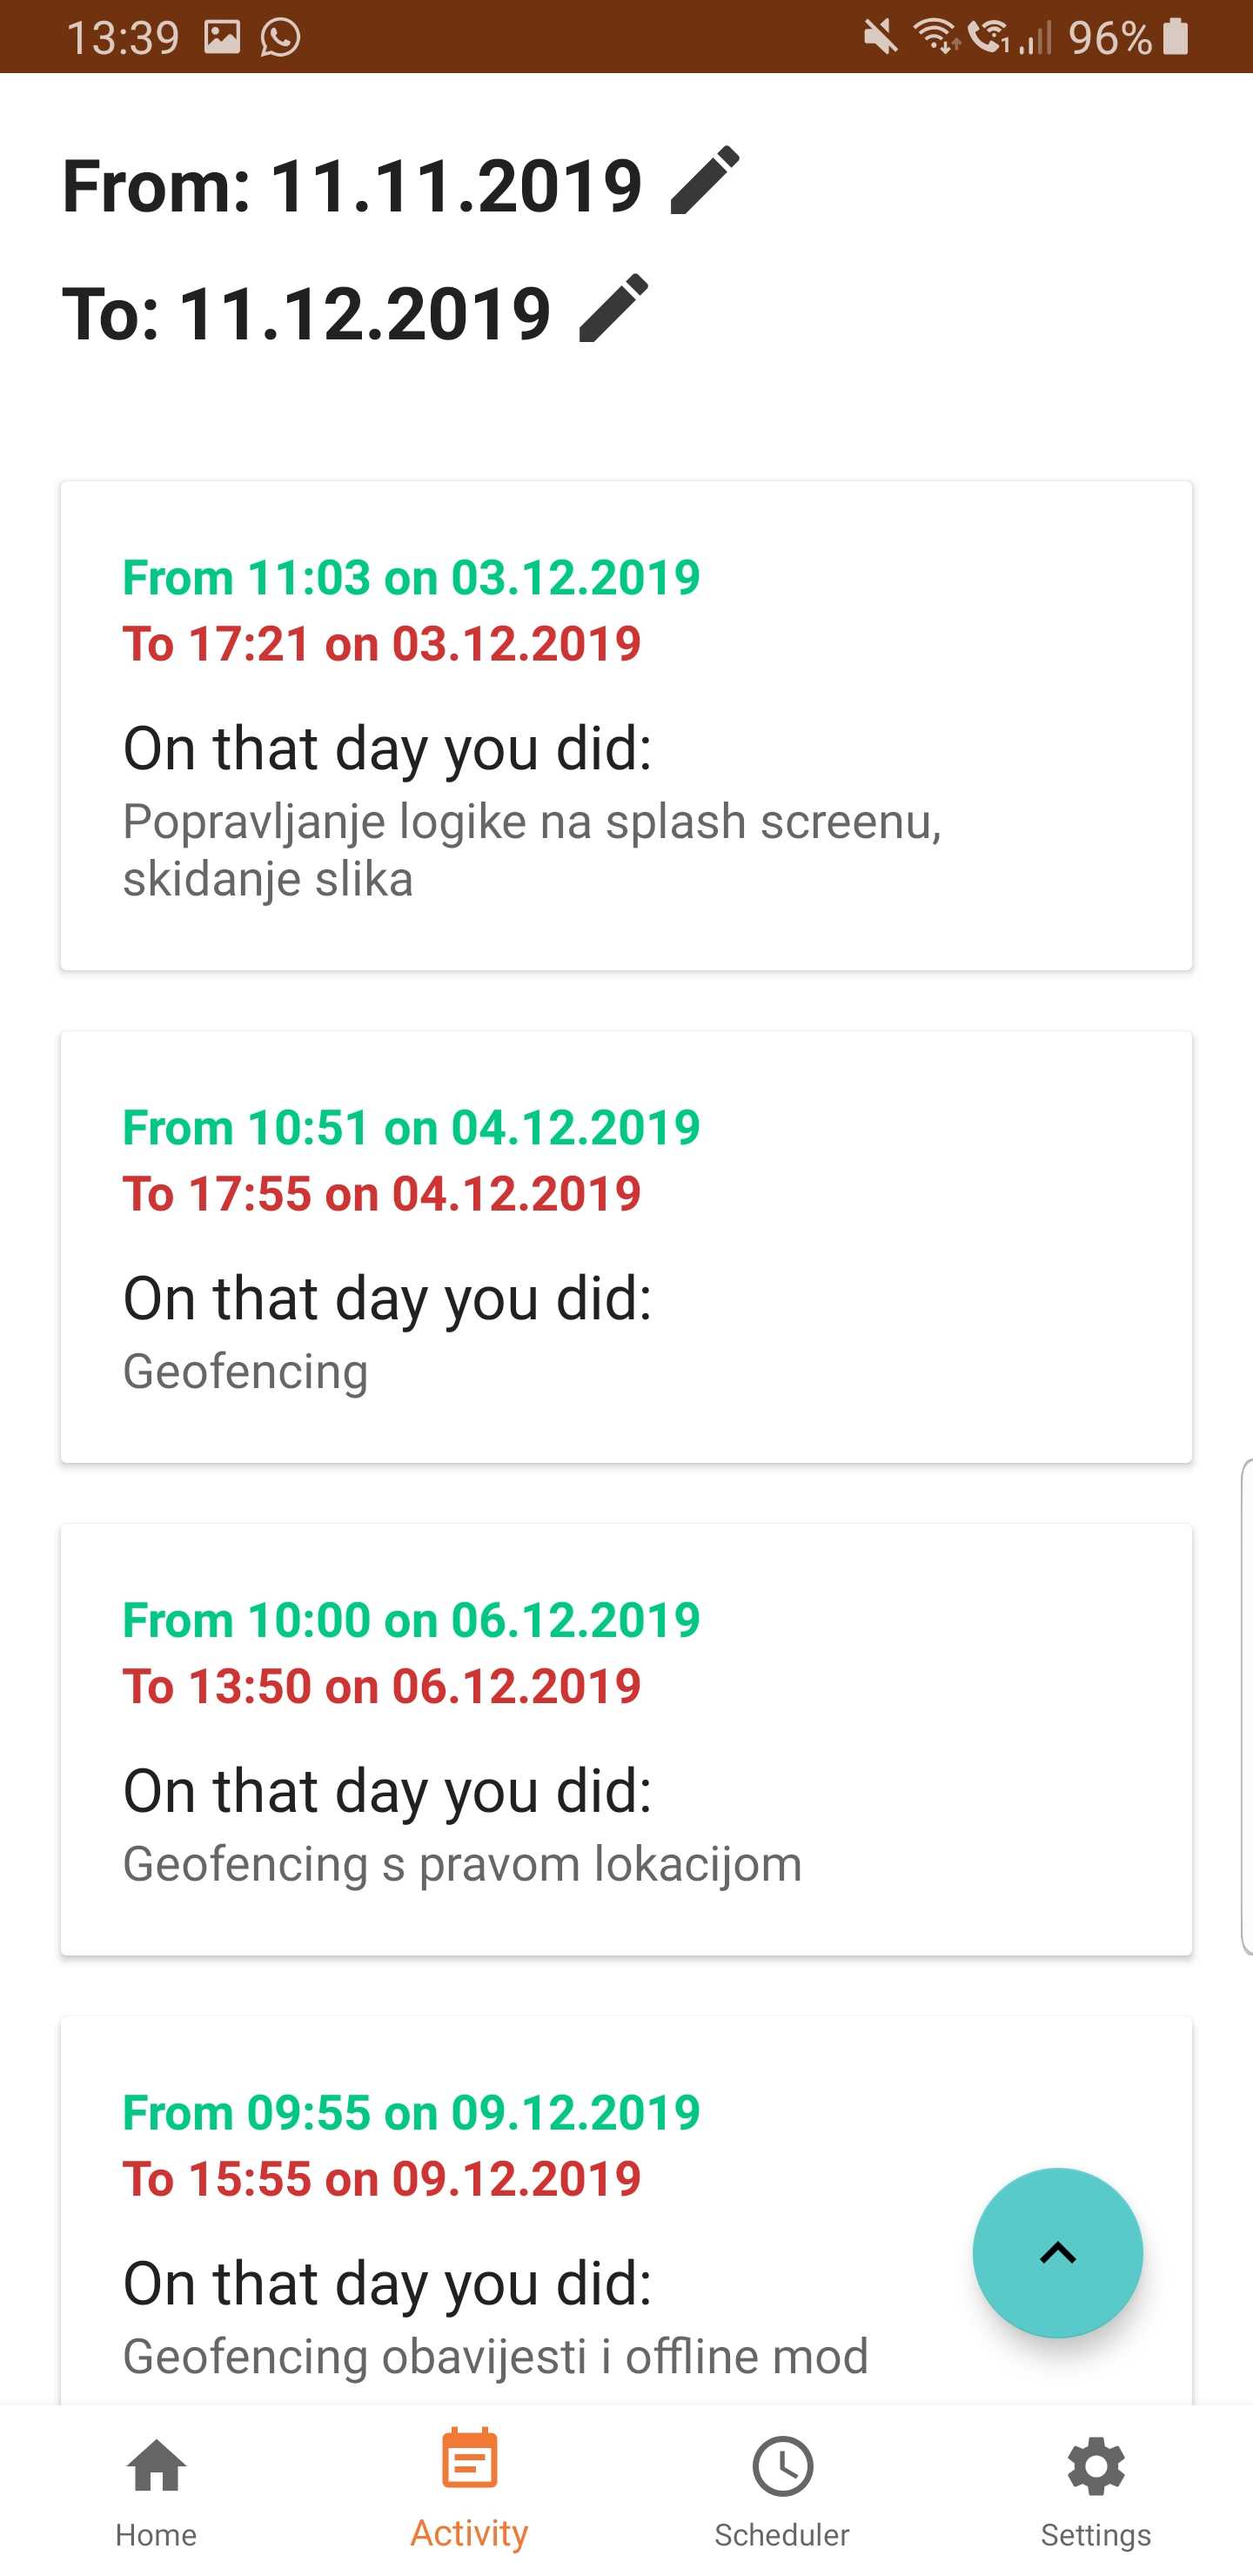 13:39
96%
From: 11.11.2019
To: 11.12.2019
From 11:03 on 03.12.2019
To 17:21 on 03.12.2019
On that day you did:
Popravljanje logike na splash screenu,
skidanje slika
From 10:51 on 04.12.2019
To 17:55 on 04.12.2019
On that day you did:
Geofencing
From 10:00 on 06.12.2019
To 13:50 on 06.12.2019
On that day you did:
Geofencing s pravom lokacijom
From 09:55 on 09.12.2019
To 15:55 on 09.12.2019
On that day you did:
Geofencing obavijesti i offline mod
Home
Activity
Scheduler
Settings